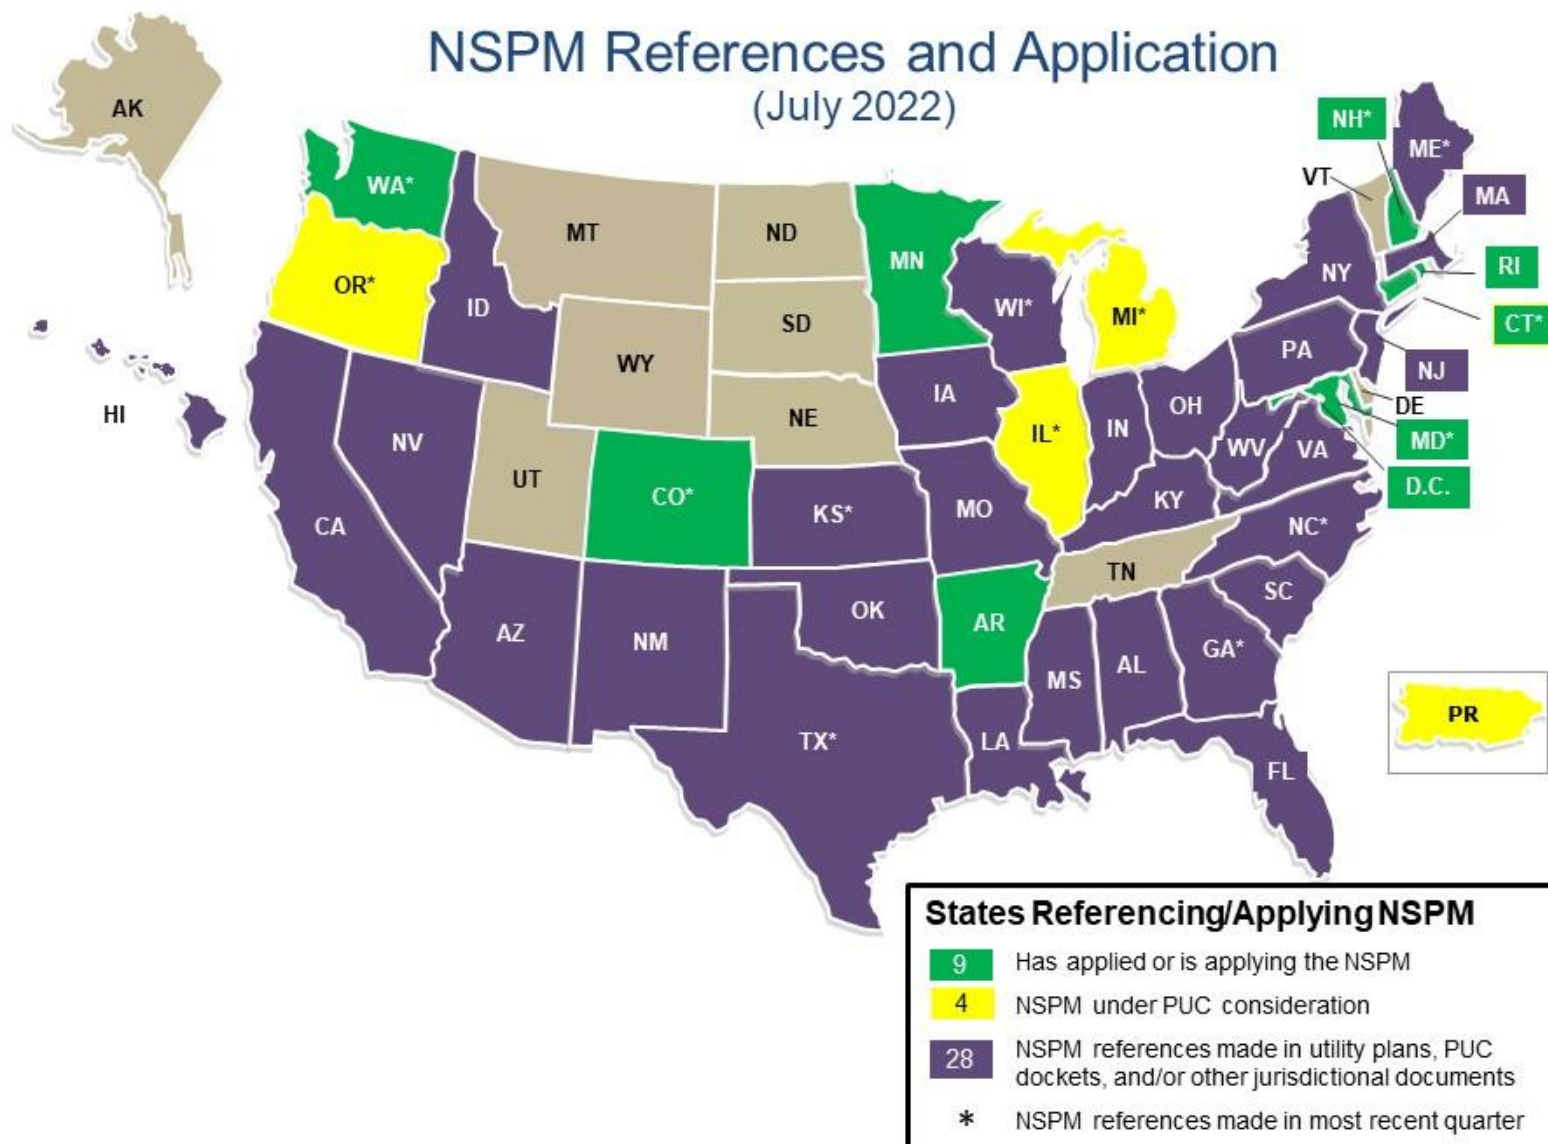 NSPM References and Application
(July 2022)
AK
NH*
ME*
VT
MA
WA*
MT
ND
MN
OR*
ID
SD
WI*
MI*
NY
RI
CT*
WY
PA
NJ
HI
NV
NE
IA
IL*
IN
OH
DE
MD*
WV
VA
D.C.
UT
CO*
CA
KS*
MO
KY
NC*
TN
AZ
NM
OK
AR
SC
MS
AL
GA*
TX*
LA
FL
PR
States Referencing/Applying NSPM
9 Has applied or is applying the NSPM
4 NSPM under PUC consideration
28 NSPM references made in utility plans, PUC
dockets, and/or other jurisdictional documents
* NSPM references made in most recent quarter